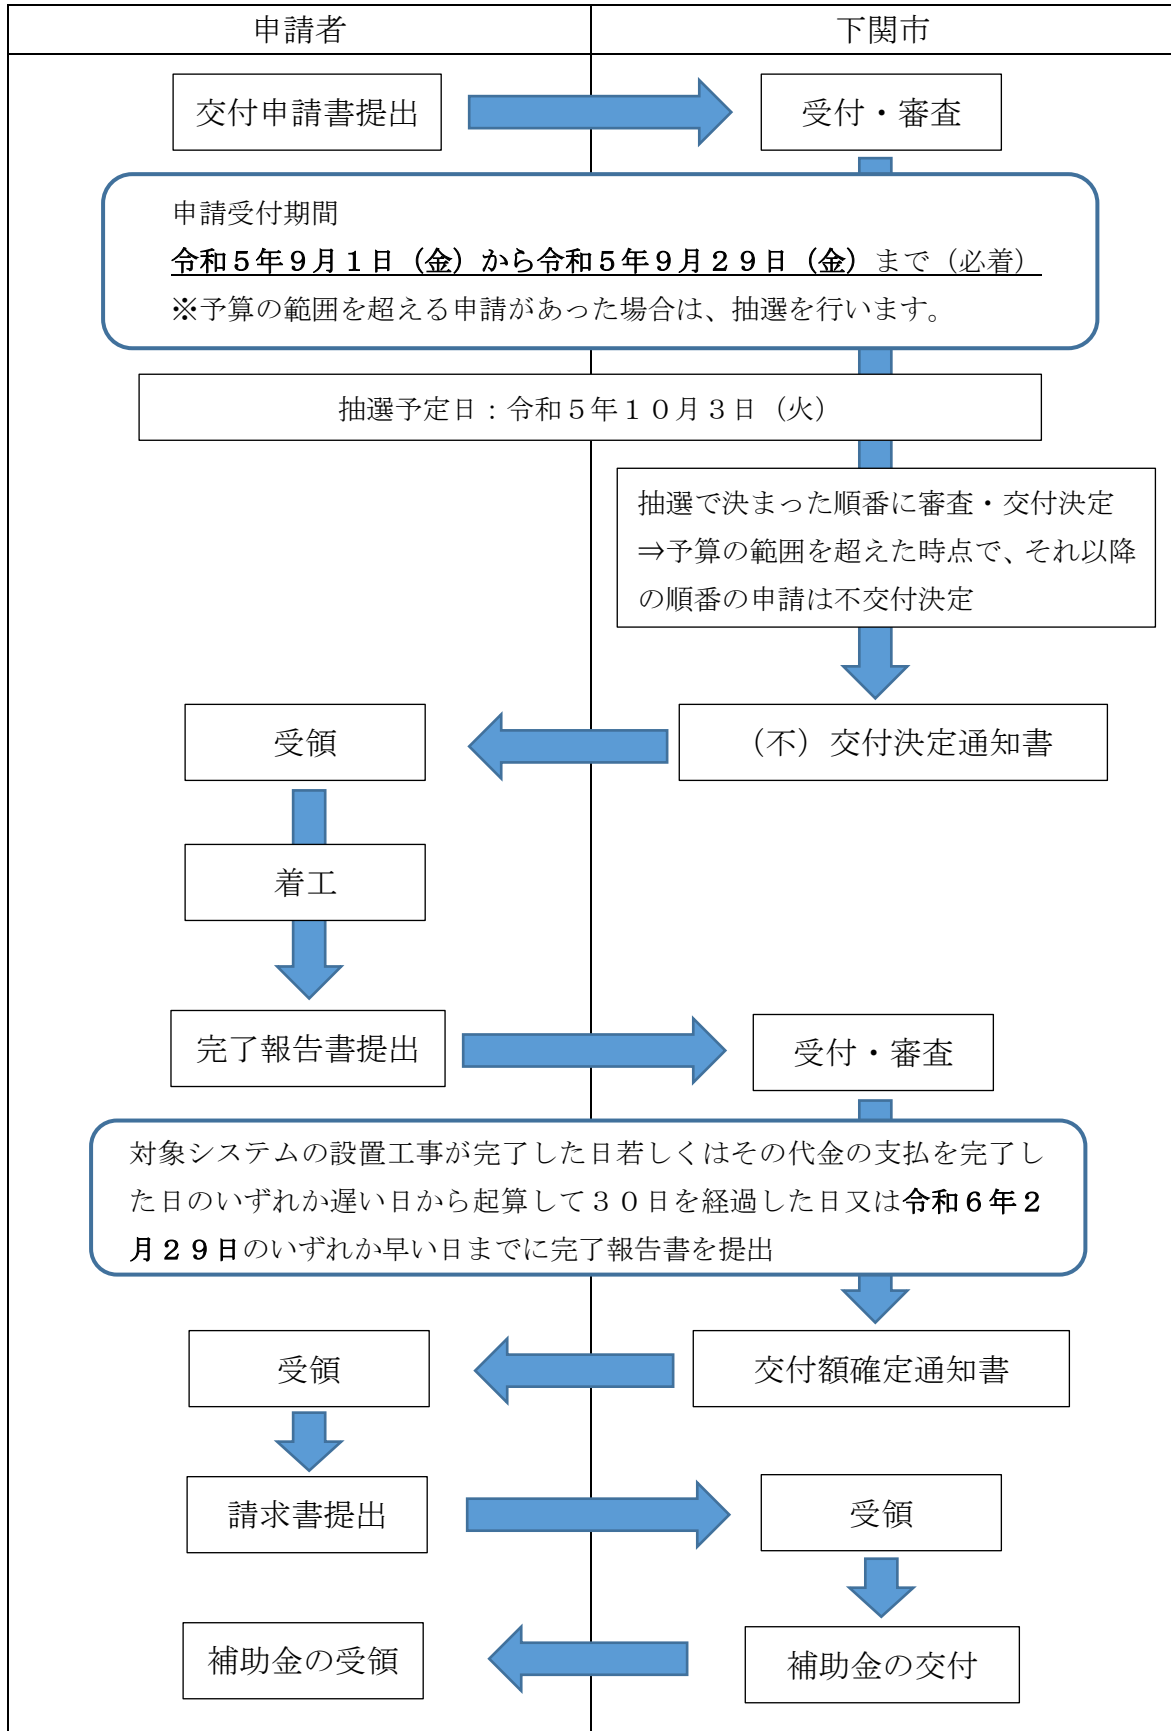 申請者
下関市
交付申請書提出
受付・審査
申請受付期間
令和５年９月１日（金）から令和５年９月２９日（金）まで（必着）
※予算の範囲を超える申請があった場合は、抽選を行います。
抽選予定日：令和５年１０月３日（火）
抽選で決まった順番に審査・交付決定
⇒予算の範囲を超えた時点で、それ以降
の順番の申請は不交付決定
受領
（不）交付決定通知書
着工
完了報告書提出
受付・審査
対象システムの設置工事が完了した日若しくはその代金の支払を完了し
た日のいずれか遅い日から起算して３０日を経過した日又は令和６年２
月２９日のいずれか早い日までに完了報告書を提出
受領
交付額確定通知書
請求書提出
受領
補助金の受領
補助金の交付